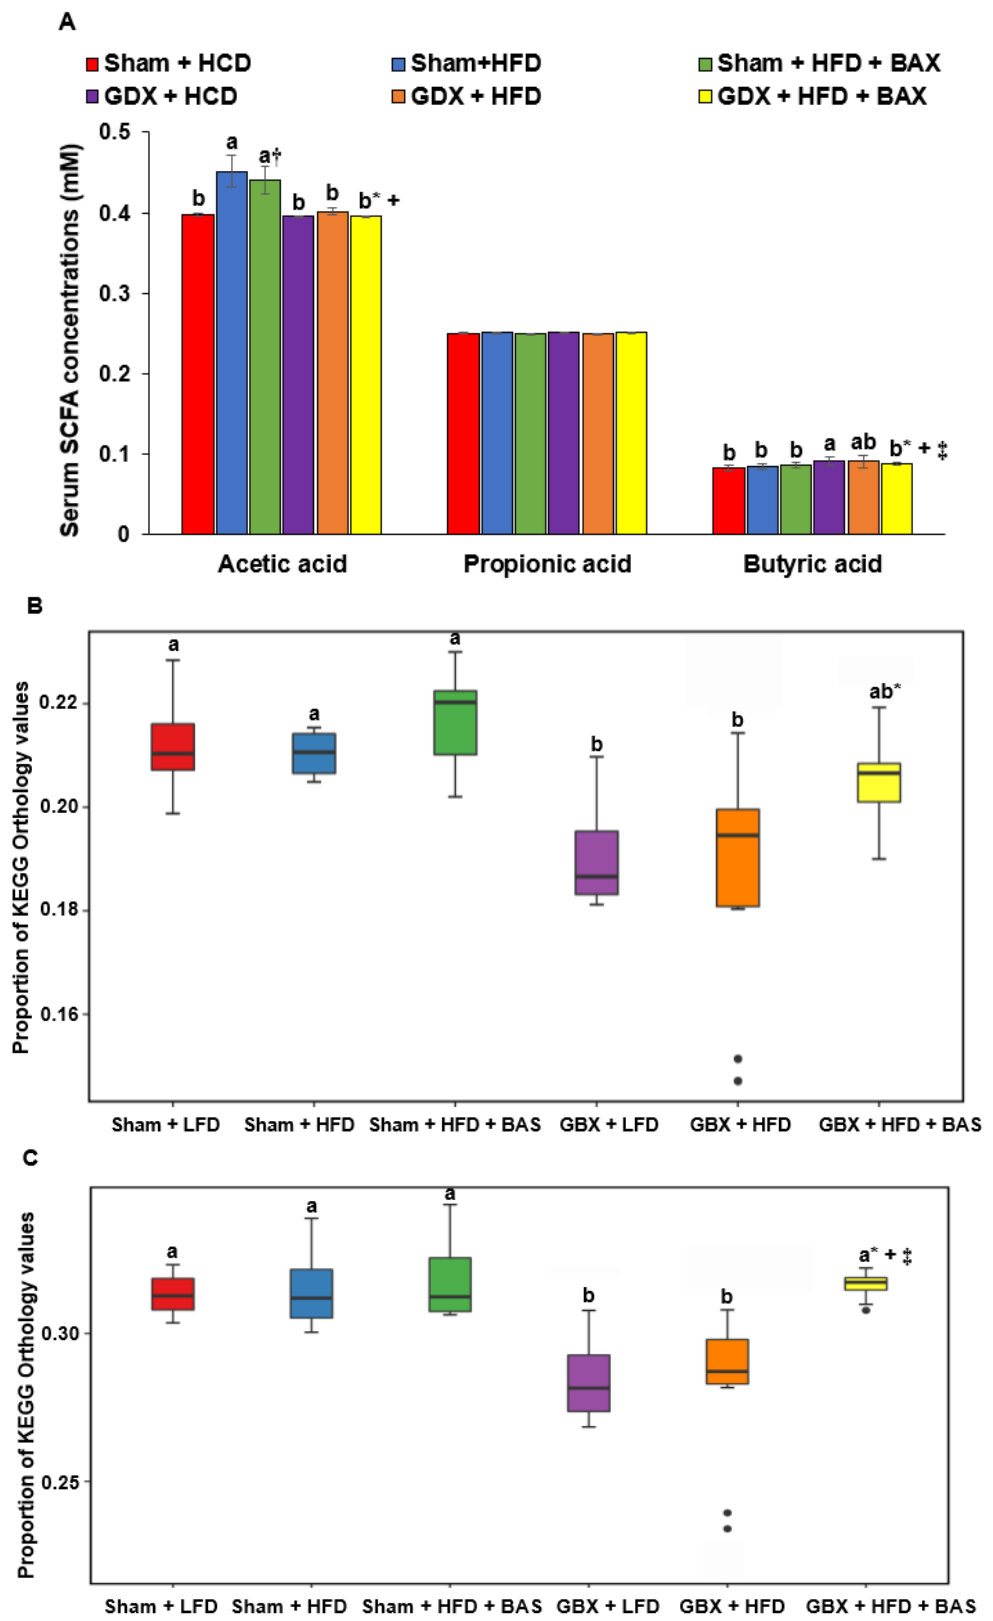 A
Sham + HCD Sham+HFD Sham + HFD + BAX
GDX + HCD GDX + HFD GDX + HFD + BAX
Serum SCFA concentrations (mM)
0.5
0.4
0.3
0.2
0.1
0
b a a† b b b* +
b b b a ab b* + ‡
Acetic acid Propionic acid Butyric acid
B
Proportion of KEGG Orthology values
0.22
0.20
0.18
0.16
a a a b b ab*
Sham + LFD Sham + HFD Sham + HFD + BAS GBX + LFD GBX + HFD GBX + HFD + BAS
C
Proportion of KEGG Orthology values
0.30
0.25
a a a b b a* + ‡
Sham + LFD Sham + HFD Sham + HFD + BAS GBX + LFD GBX + HFD GBX + HFD + BAS